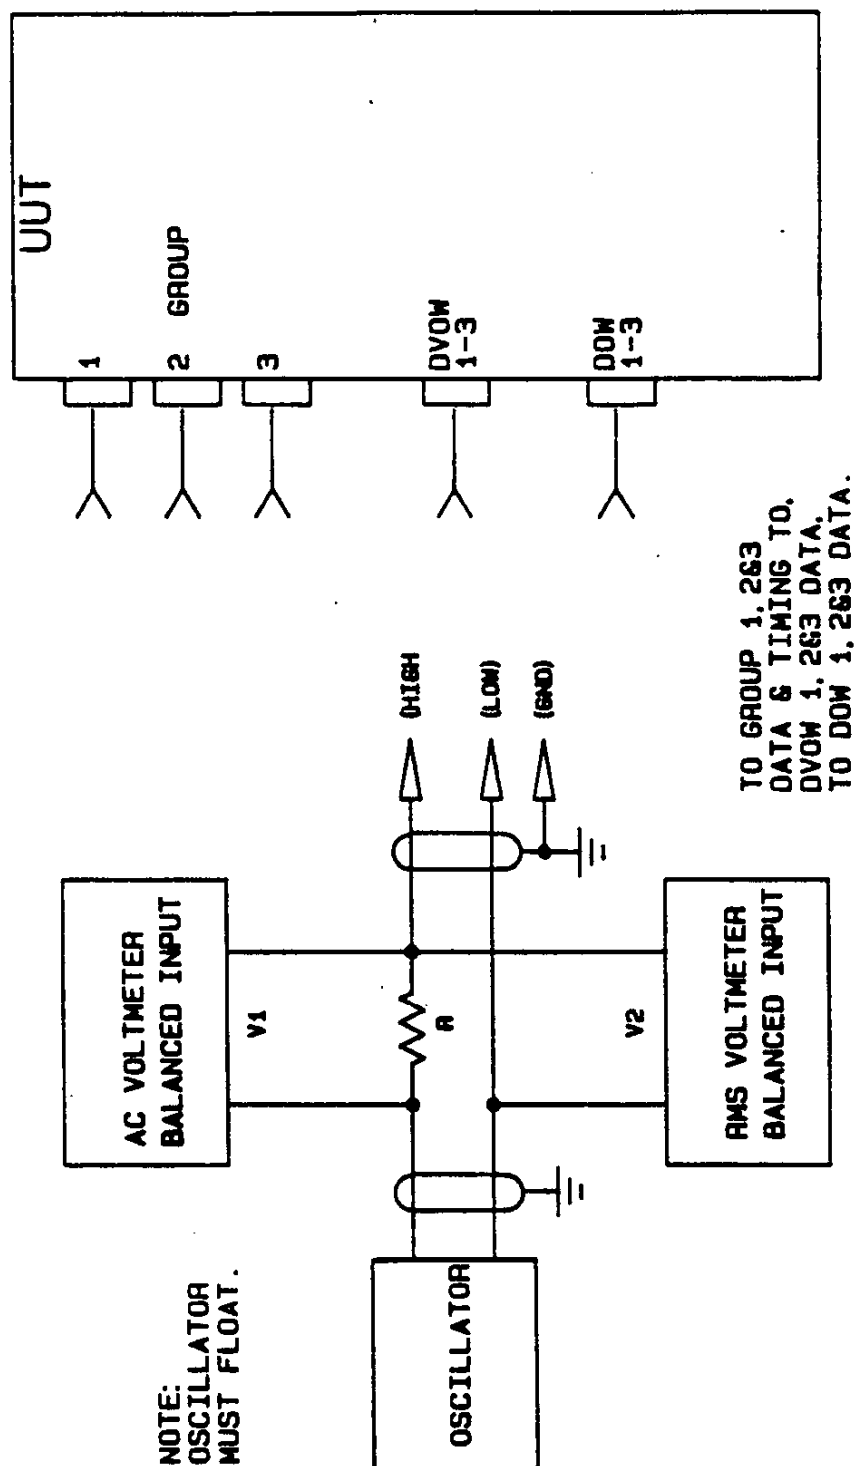 NOTE:
OSCILLATOR
MUST FLOAT.
OSCILLATOR
AC VOLTMETER
BALANCED INPUT
V1
R
V2
RMS VOLTMETER
BALANCED INPUT
(HIGH
(LOW)
(GND)
TO GROUP 1, 2&3
DATA & TIMING TO,
DVOW 1, 2&3 DATA,
TO DOW 1, 2&3 DATA.
UUT
1
2 GROUP
3
DVOW
1-3
DOW
1-3